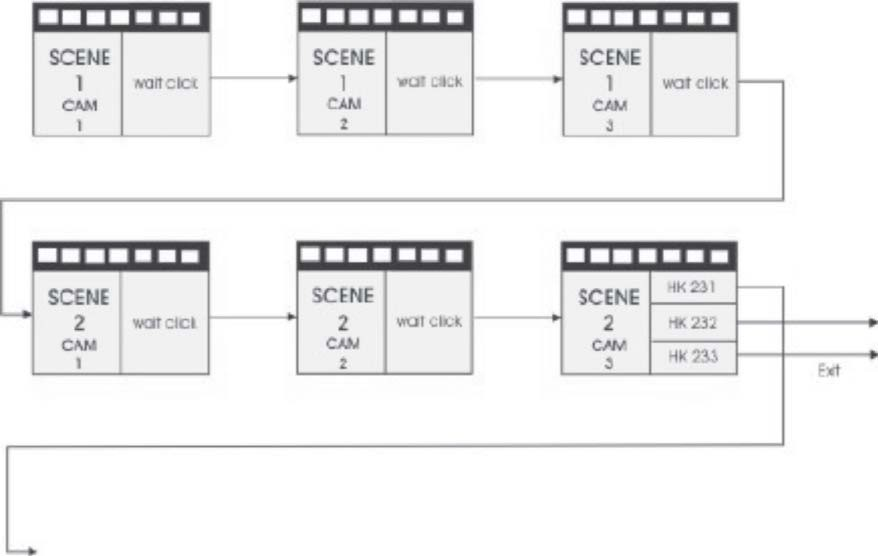 SCENE
1
CAM
1
wait click
SCENE
1
CAM
2
wait click
SCENE
1
CAM
3
wait click
SCENE
2
CAM
1
wait click
SCENE
2
CAM
2
wait click
SCENE
2
CAM
3
HK 231
HK 232
HK 233
Exit